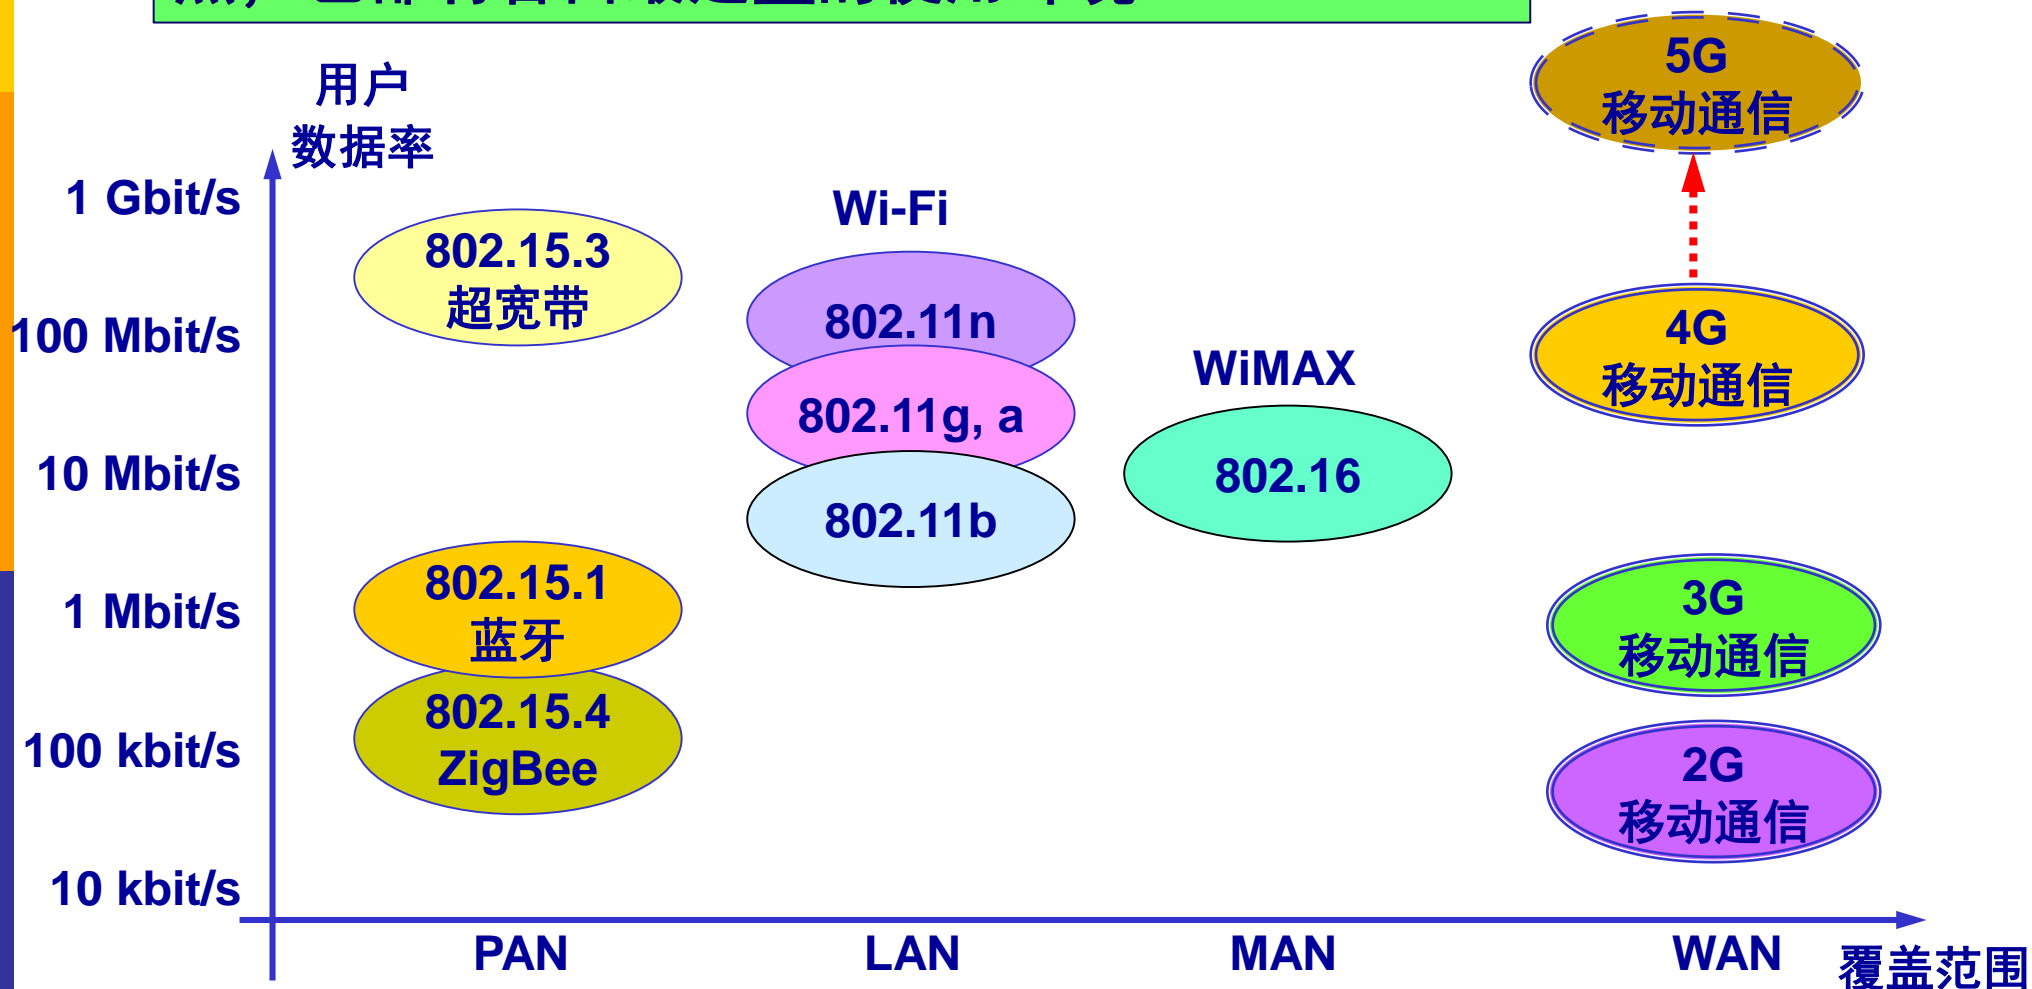 用户
数据率
1 Gbit/s
100 Mbit/s
10 Mbit/s
1 Mbit/s
100 kbit/s
10 kbit/s
802.15.3
超宽带
802.15.1
蓝牙
802.15.4
ZigBee
Wi-Fi
802.11n
802.11g, a
802.11b
WiMAX
802.16
5G
移动通信
4G
移动通信
3G
移动通信
2G
移动通信
PAN
LAN
MAN
WAN
覆盖范围